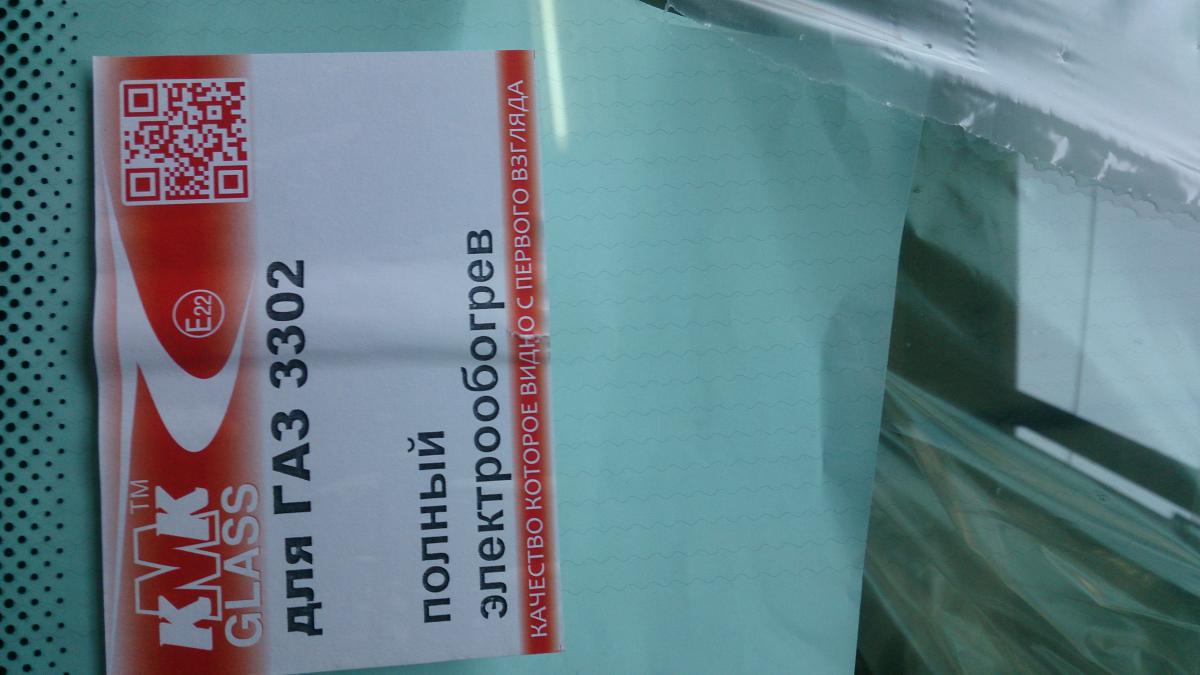 KMK™
GLASS
E22
для ГАЗ 3302
полный
электрообогрев
КАЧЕСТВО КОТОРОЕ ВИДНО С ПЕРВОГО ВЗГЛЯДА